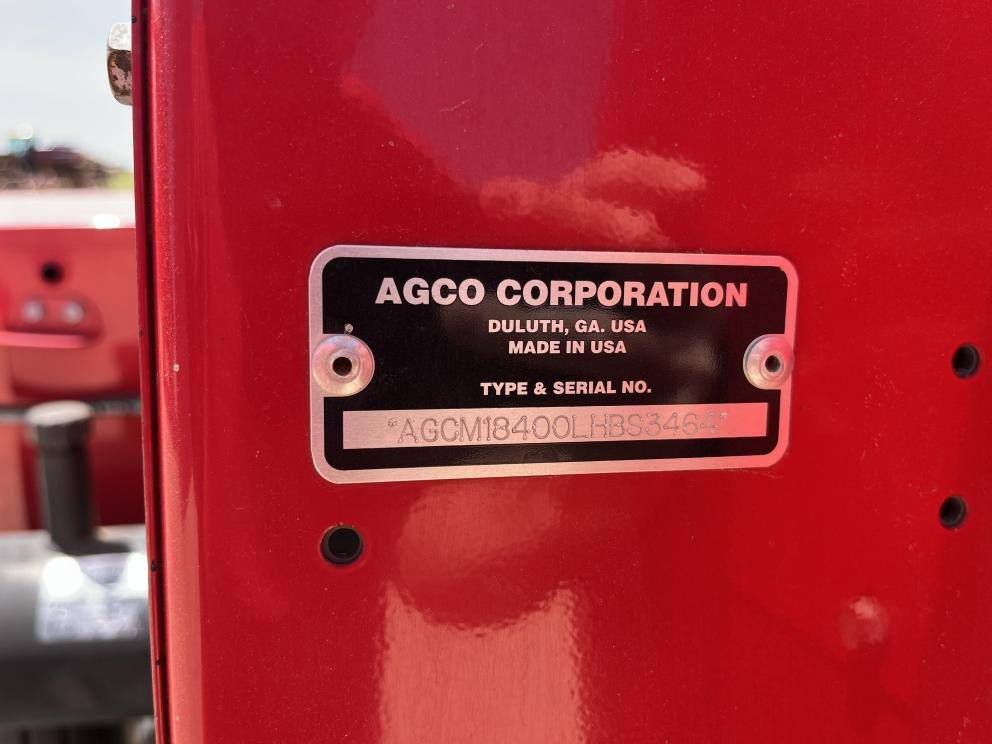 AGCO CORPORATION
DULUTH, GA. USA
MADE IN USA
TYPE & SERIAL NO.
*AGCM18400LHBS3464*